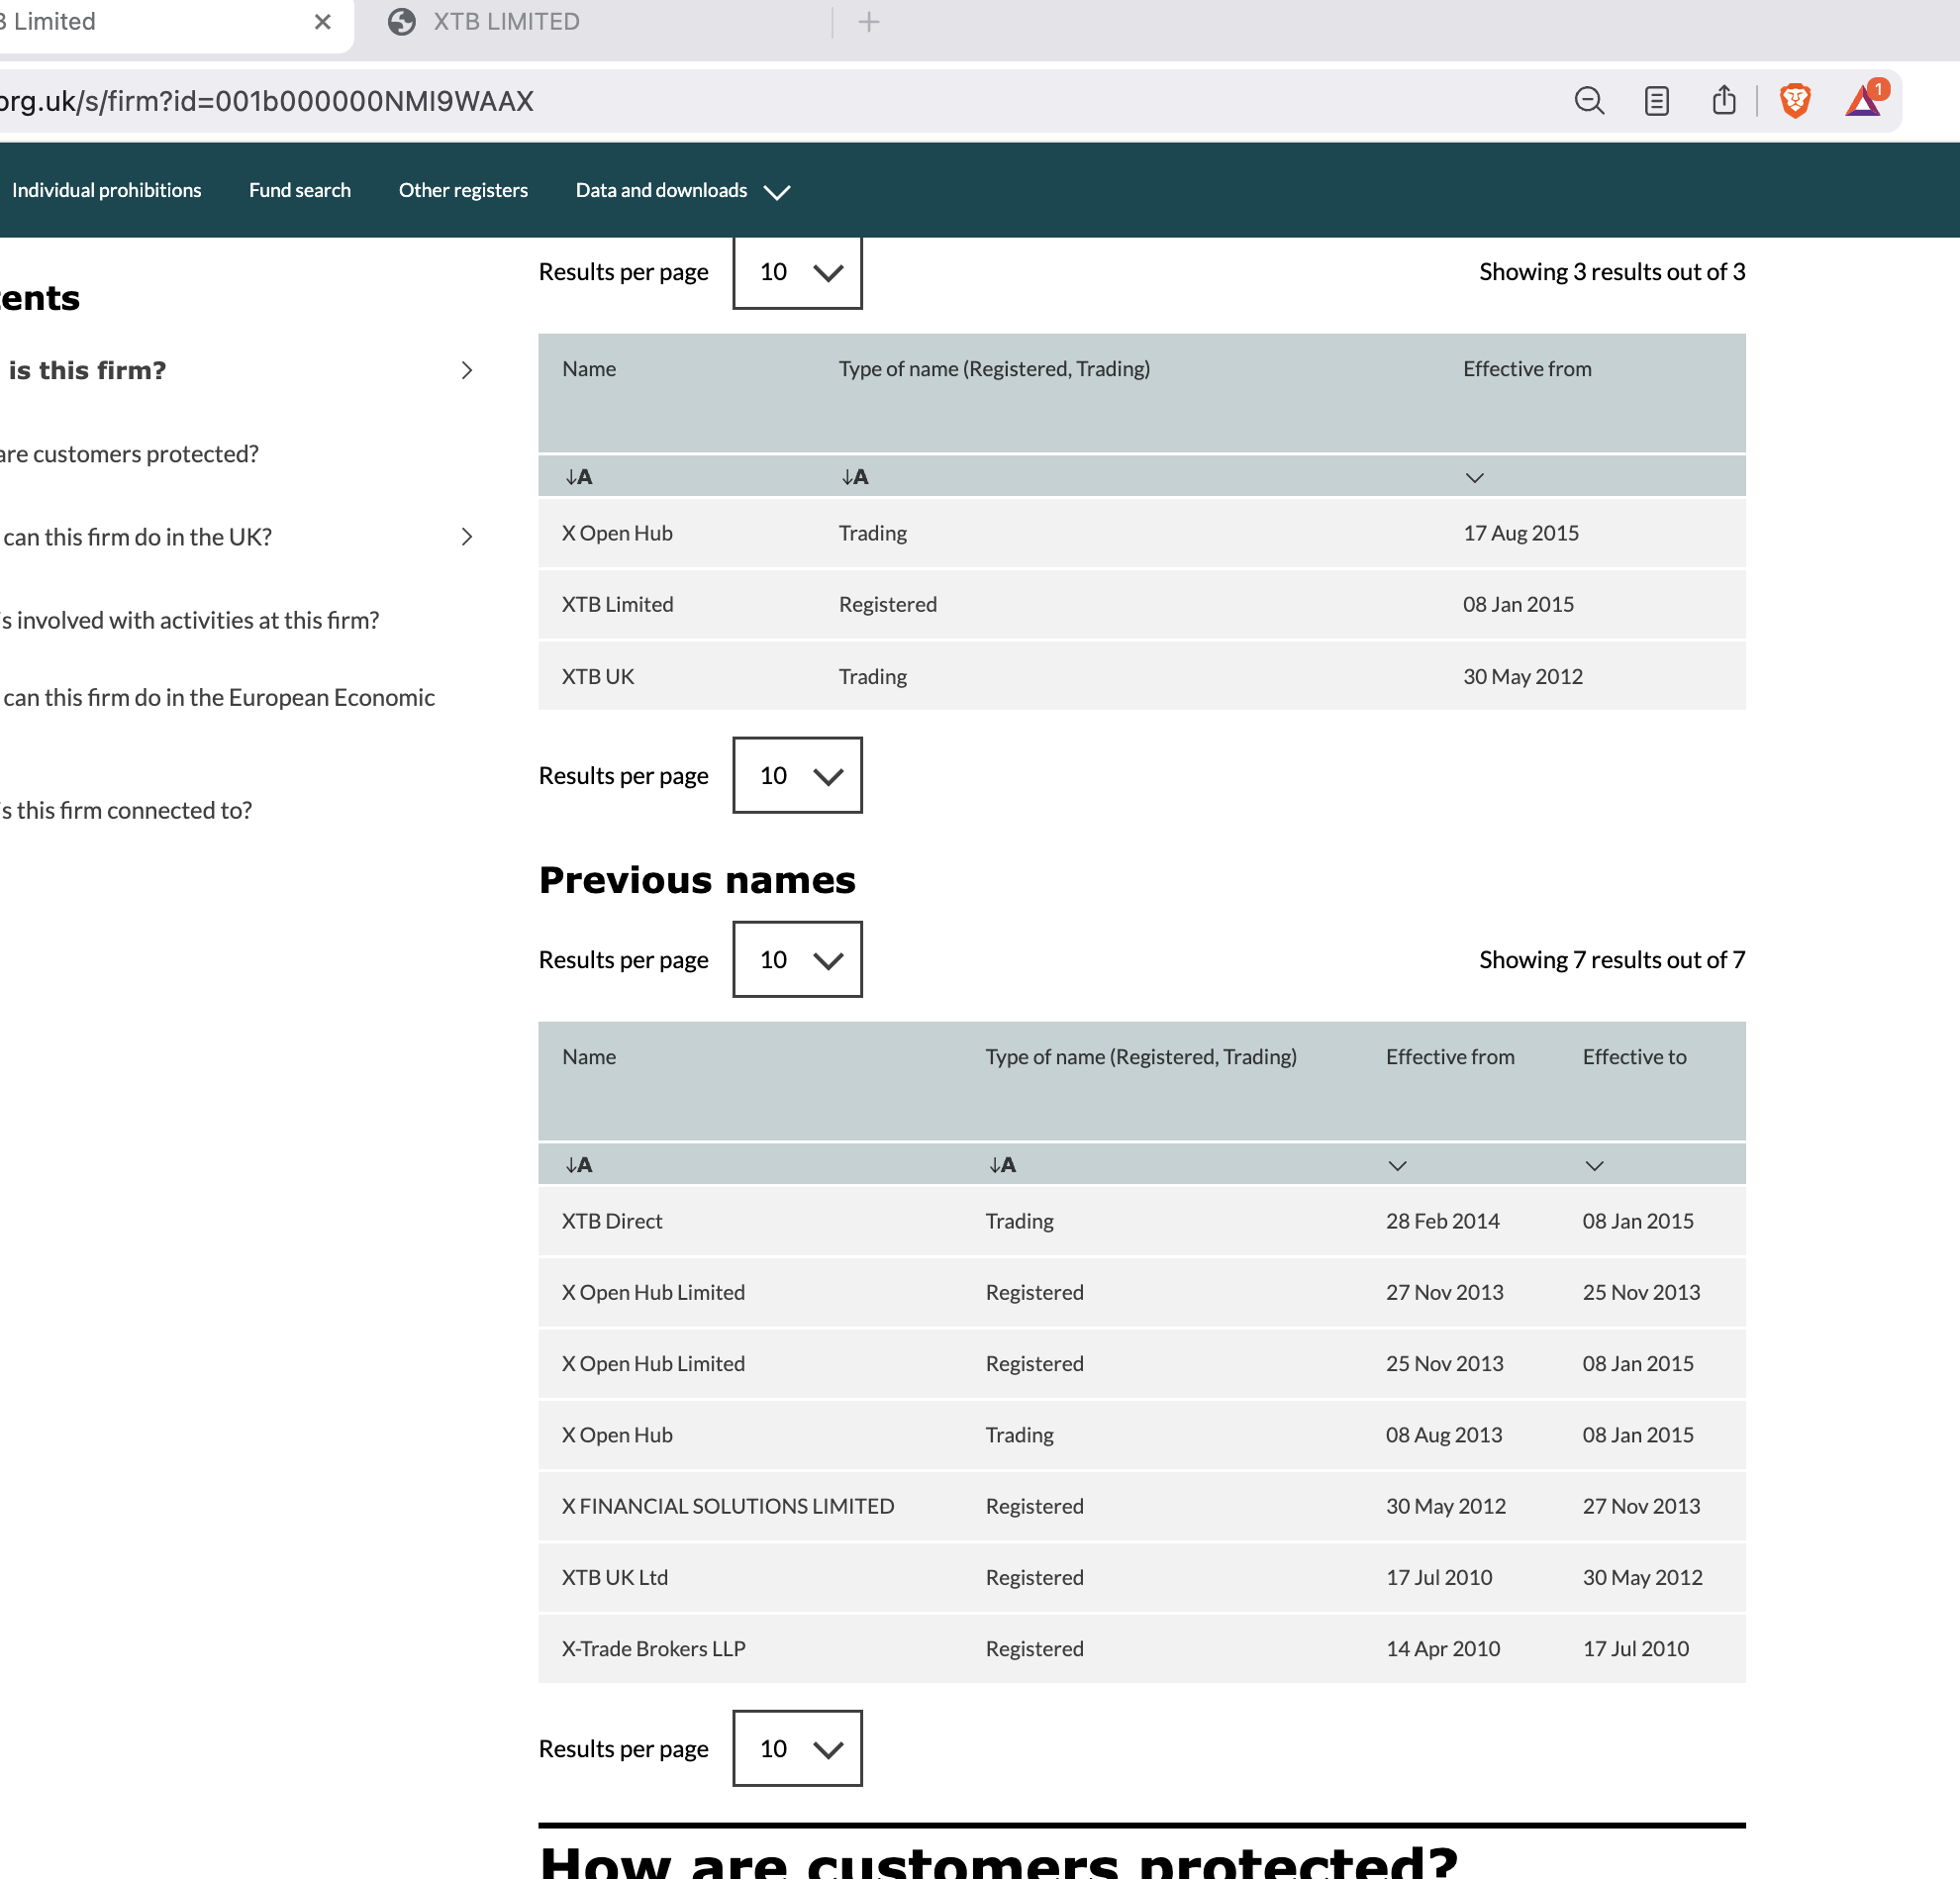 B Limited
XTB LIMITED
org.uk/s/firm?id=001b000000NMI9WAAX
1
Individual prohibitions Fund search Other registers Data and downloads
tents
is this firm?
are customers protected?
can this firm do in the UK?
's involved with activities at this firm?
can this firm do in the European Economic
's this firm connected to?
Results per page 10 Showing 3 results out of 3
Name Type of name (Registered, Trading) Effective from
↓A ↓A
X Open Hub Trading 17 Aug 2015
XTB Limited Registered 08 Jan 2015
XTB UK Trading 30 May 2012
Results per page 10
Previous names
Results per page 10 Showing 7 results out of 7
Name Type of name (Registered, Trading) Effective from Effective to
↓A ↓A
XTB Direct Trading 28 Feb 2014 08 Jan 2015
X Open Hub Limited Registered 27 Nov 2013 25 Nov 2013
X Open Hub Limited Registered 25 Nov 2013 08 Jan 2015
X Open Hub Trading 08 Aug 2013 08 Jan 2015
X FINANCIAL SOLUTIONS LIMITED Registered 30 May 2012 27 Nov 2013
XTB UK Ltd Registered 17 Jul 2010 30 May 2012
X-Trade Brokers LLP Registered 14 Apr 2010 17 Jul 2010
Results per page 10
How are customers protected?